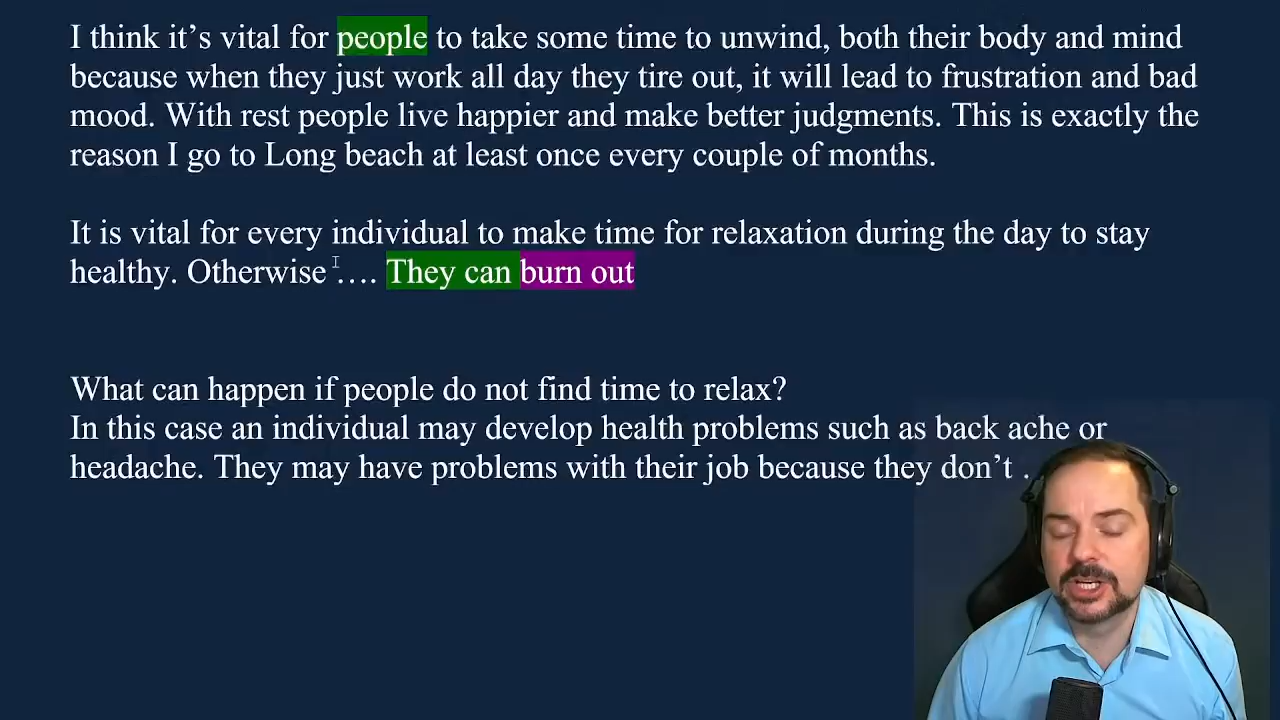 I think it’s vital for people to take some time to unwind, both their body and mind
because when they just work all day they tire out, it will lead to frustration and bad
mood. With rest people live happier and make better judgments. This is exactly the
reason I go to Long beach at least once every couple of months.
It is vital for every individual to make time for relaxation during the day to stay
healthy. Otherwise …. They can burn out
What can happen if people do not find time to relax?
In this case an individual may develop health problems such as back ache or
headache. They may have problems with their job because they don’t .